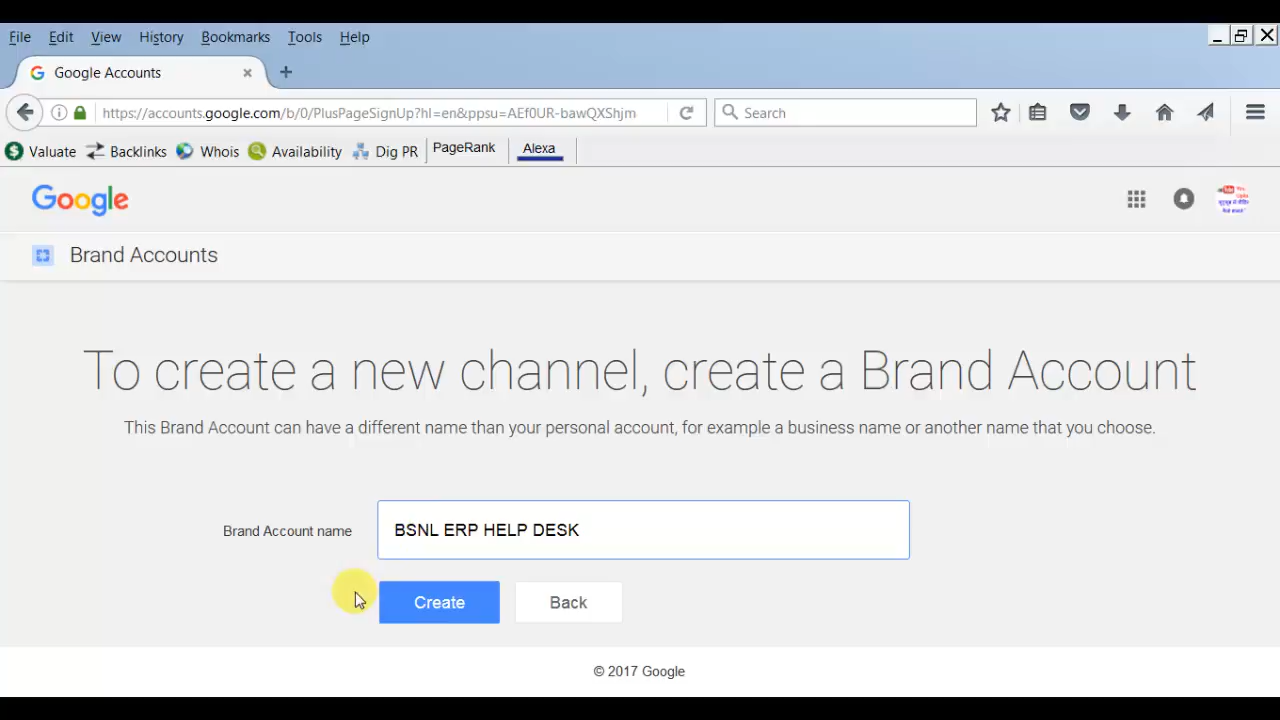 File Edit View History Bookmarks Tools Help
Google Accounts
https://accounts.google.com/b/0/PlusPageSignUp?hl=en&ppsu=AEf0UR-bawQXShjm Search
Valuate Backlinks Whois Availability Dig PR PageRank Alexa
Google
Brand Accounts
To create a new channel, create a Brand Account
This Brand Account can have a different name than your personal account, for example a business name or another name that you choose.
Brand Account name BSNL ERP HELP DESK
Create Back
© 2017 Google